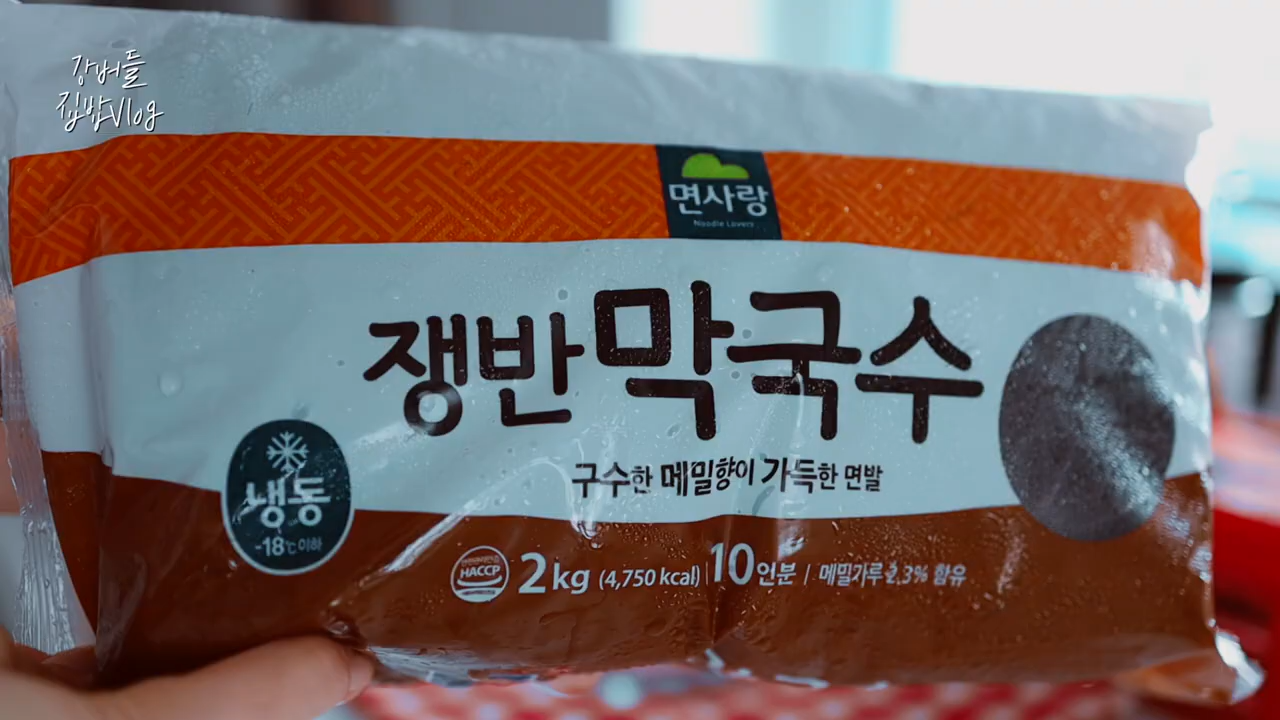 강버들
집밥Vlog
면사랑
Noodle Lovers
쟁반막국수
구수한 메밀향이 가득한 면발
냉동
-18℃ 이하
HACCP
2kg (4,750 kcal) | 10인분 / 메밀가루 2.3% 함유